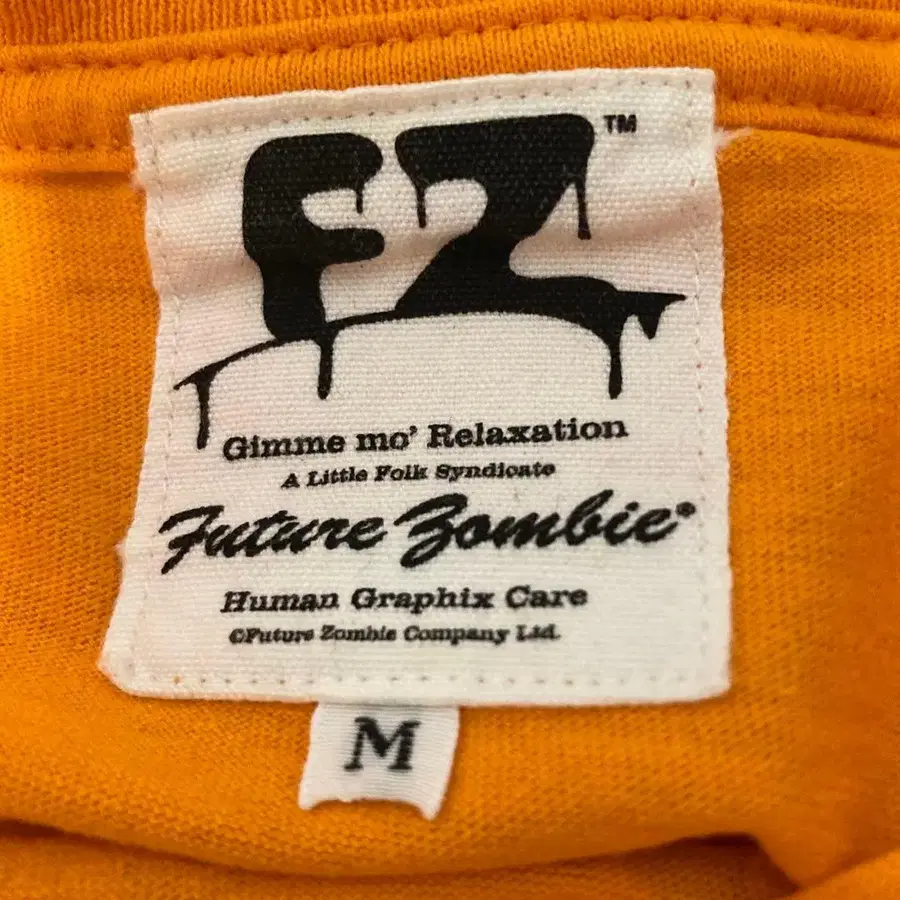 FZ™
Gimme mo' Relaxation
A Little Folk Syndicate
Future Zombie®
Human Graphix Care
©Future Zombie Company Ltd.
M